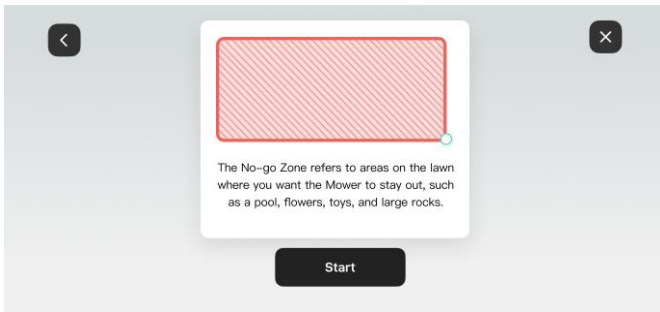 The No-go Zone refers to areas on the lawn
where you want the Mower to stay out, such
as a pool, flowers, toys, and large rocks.
Start